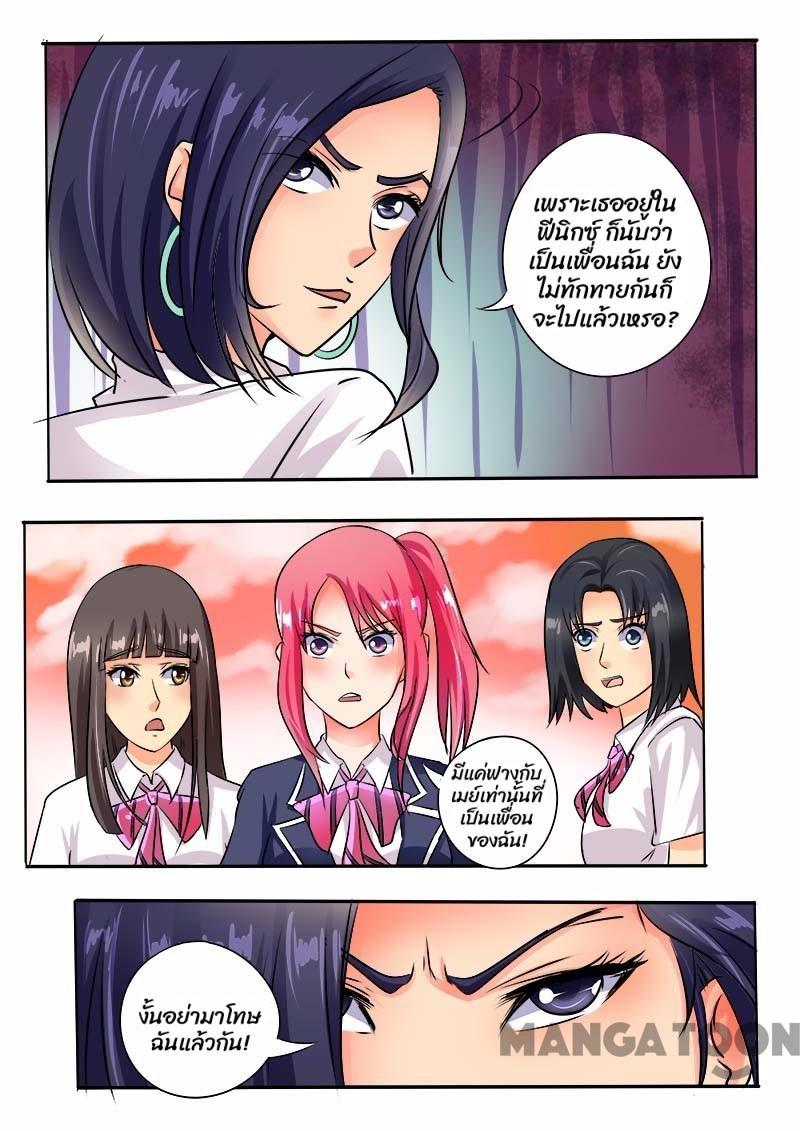 เพราะเธออยู่ใน
ฟีนิกซ์ ก็นับว่า
เป็นเพื่อนฉัน ยัง
ไม่ทักทายกันก็
จะไปแล้วเหรอ?
มีแค่ฟางกับ
เมย์เท่านั้นที่
เป็นเพื่อน
ของฉัน!
งั้นอย่ามาโทษ
ฉันแล้วกัน!
MANGATOON